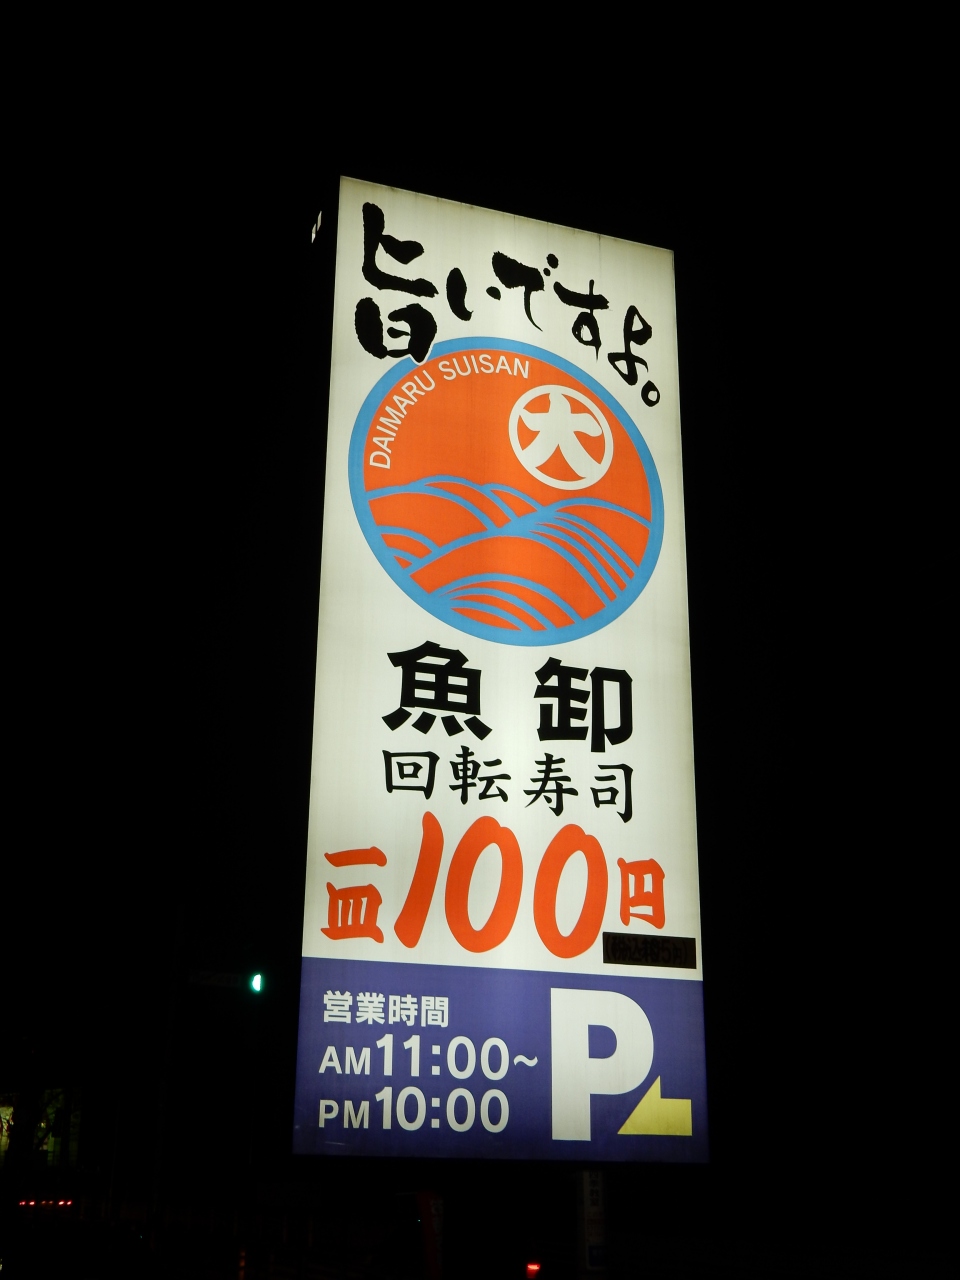 旨いですよ。
DAIMARU SUISAN
大
魚卸
回転寿司
一皿100円
営業時間
AM11:00~
PM10:00
P